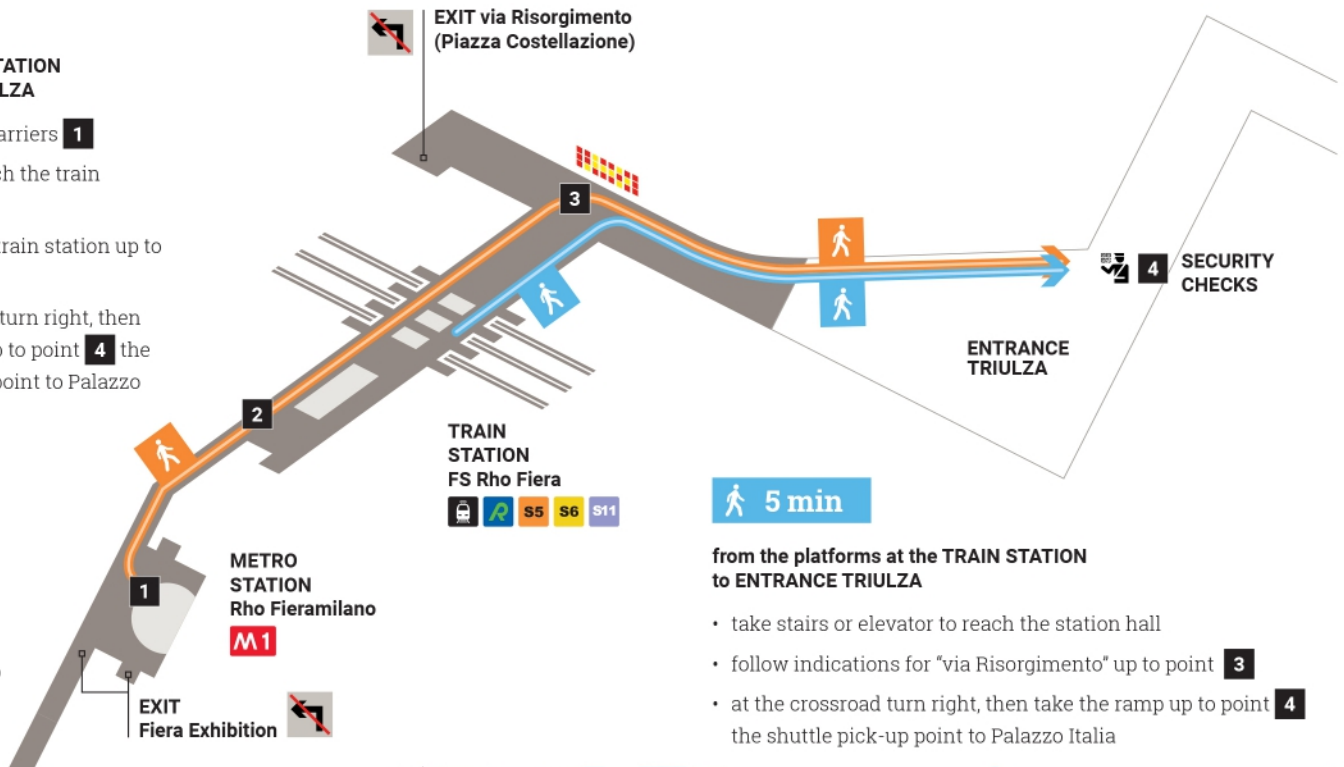 EXIT via Risorgimento
(Piazza Costellazione)
TATION
LZA
arriers 1
ch the train
train station up to
turn right, then
to point 4 the
point to Palazzo
3
4 SECURITY
CHECKS
ENTRANCE
TRIULZA
2
TRAIN
STATION
FS Rho Fiera
R S5 S6 S11
1
METRO
STATION
Rho Fieramilano
M1
EXIT
Fiera Exhibition
5 min
from the platforms at the TRAIN STATION
to ENTRANCE TRIULZA
• take stairs or elevator to reach the station hall
• follow indications for “via Risorgimento” up to point 3
• at the crossroad turn right, then take the ramp up to point 4
the shuttle pick-up point to Palazzo Italia